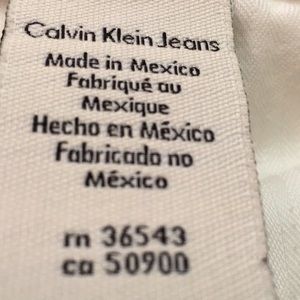 Calvin Klein Jeans
Made in Mexico
Fabriqué au
Mexique
Hecho en México
Fabricado no
México
rn 36543
ca 50900